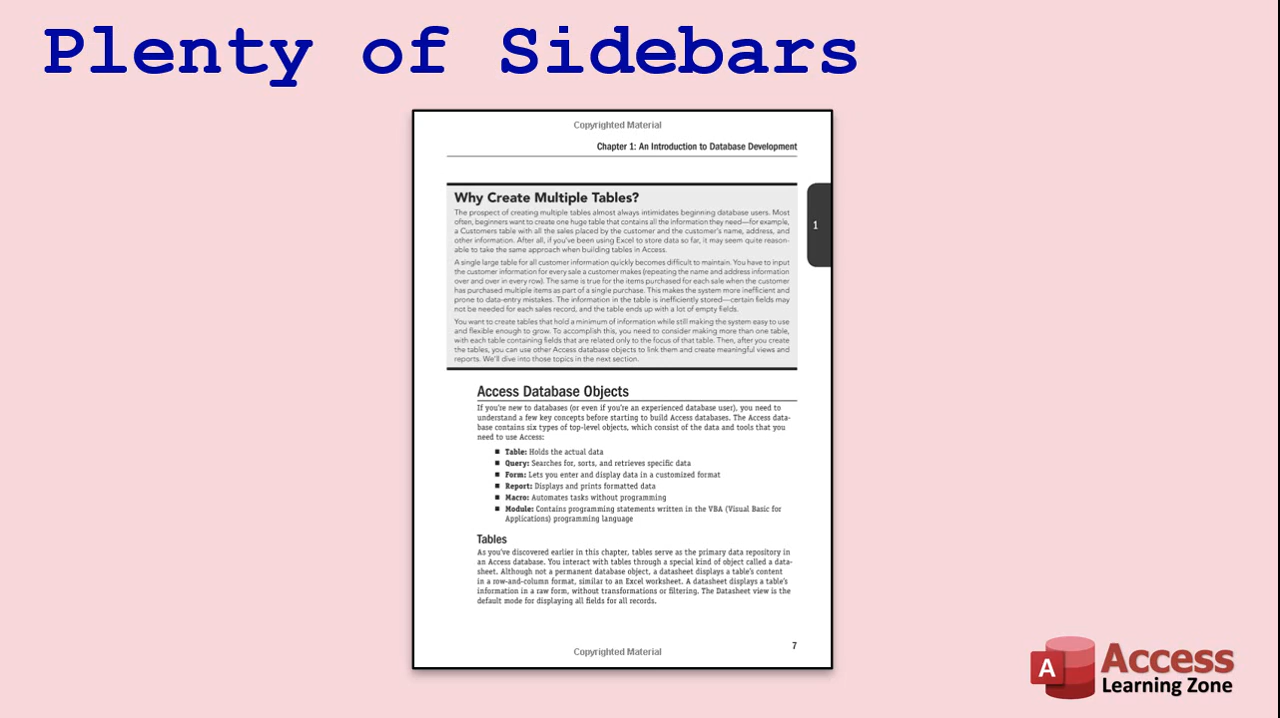 Plenty of Sidebars
Copyrighted Material
Chapter 1: An Introduction to Database Development
Why Create Multiple Tables?
The prospect of creating multiple tables almost always intimidates beginning database users. Most
often, beginners want to create one huge table that contains all the information they need—for example,
a Customers table with all the sales placed by the customer and the customer's name, address, and
other information. After all, if you've been using Excel to store data so far, it may seem quite reason-
able to take the same approach when building tables in Access.
A single large table for all customer information quickly becomes difficult to maintain. You have to input
the customer information for every sale a customer makes (repeating the name and address information
over and over in every row). The same is true for the items purchased for each sale when the customer
has purchased multiple items as part of a single purchase. This makes the system more inefficient and
prone to data-entry mistakes. The information in the table is inefficiently stored—certain fields may
not be needed for each sales record, and the table ends up with a lot of empty fields.
You want to create tables that hold a minimum of information while still making the system easy to use
and flexible enough to grow. To accomplish this, you need to consider making more than one table,
with each table containing fields that are related only to the focus of that table. Then, after you create
the tables, you can use other Access database objects to link them and create meaningful views and
reports. We'll dive into those topics in the next section.
1
Access Database Objects
If you're new to databases (or even if you're an experienced database user), you need to
understand a few key concepts before starting to build Access databases. The Access data-
base contains six types of top-level objects, which consist of the data and tools that you
need to use Access:
■ Table: Holds the actual data
■ Query: Searches for, sorts, and retrieves specific data
■ Form: Lets you enter and display data in a customized format
■ Report: Displays and prints formatted data
■ Macro: Automates tasks without programming
■ Module: Contains programming statements written in the VBA (Visual Basic for
Applications) programming language
Tables
As you've discovered earlier in this chapter, tables serve as the primary data repository in
an Access database. You interact with tables through a special kind of object called a data-
sheet. Although not a permanent database object, a datasheet displays a table's content
in a row-and-column format, similar to an Excel worksheet. A datasheet displays a table's
information in a raw form, without transformations or filtering. The Datasheet view is the
default mode for displaying all fields for all records.
7
Copyrighted Material
A
Access
Learning Zone